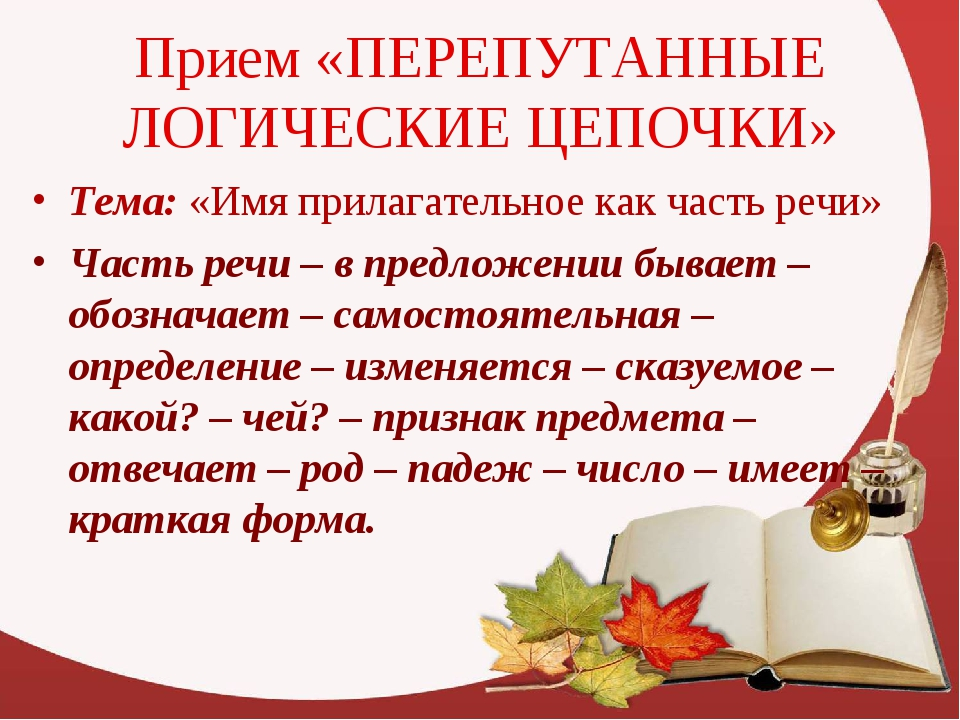 Прием «ПЕРЕПУТАННЫЕ
ЛОГИЧЕСКИЕ ЦЕПОЧКИ»
• Тема: «Имя прилагательное как часть речи»
• Часть речи – в предложении бывает –
обозначает – самостоятельная –
определение – изменяется – сказуемое –
какой? – чей? – признак предмета –
отвечает – род – падеж – число – имеет –
краткая форма.